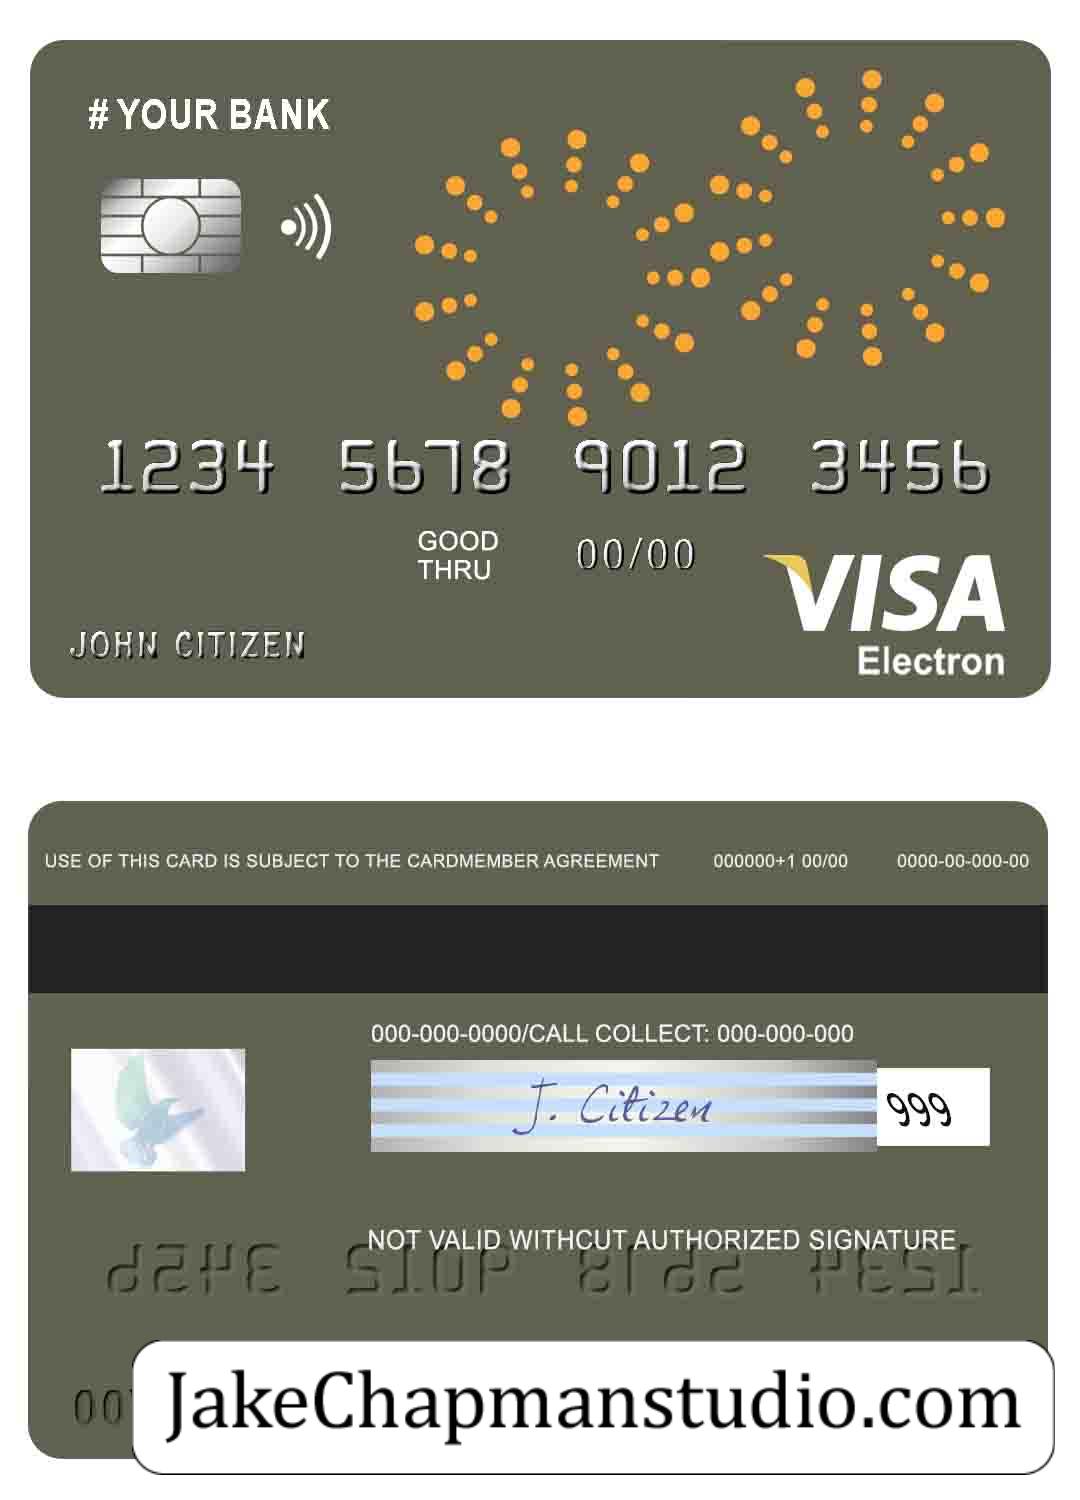 # YOUR BANK
1234 5678 9012 3456
GOOD
THRU
00/00
VISA
Electron
JOHN CITIZEN
USE OF THIS CARD IS SUBJECT TO THE CARDMEMBER AGREEMENT 000000+1 00/00 0000-00-000-00
000-000-0000/CALL COLLECT: 000-000-000
J. Citizen 999
NOT VALID WITHCUT AUTHORIZED SIGNATURE
JakeChapmanstudio.com